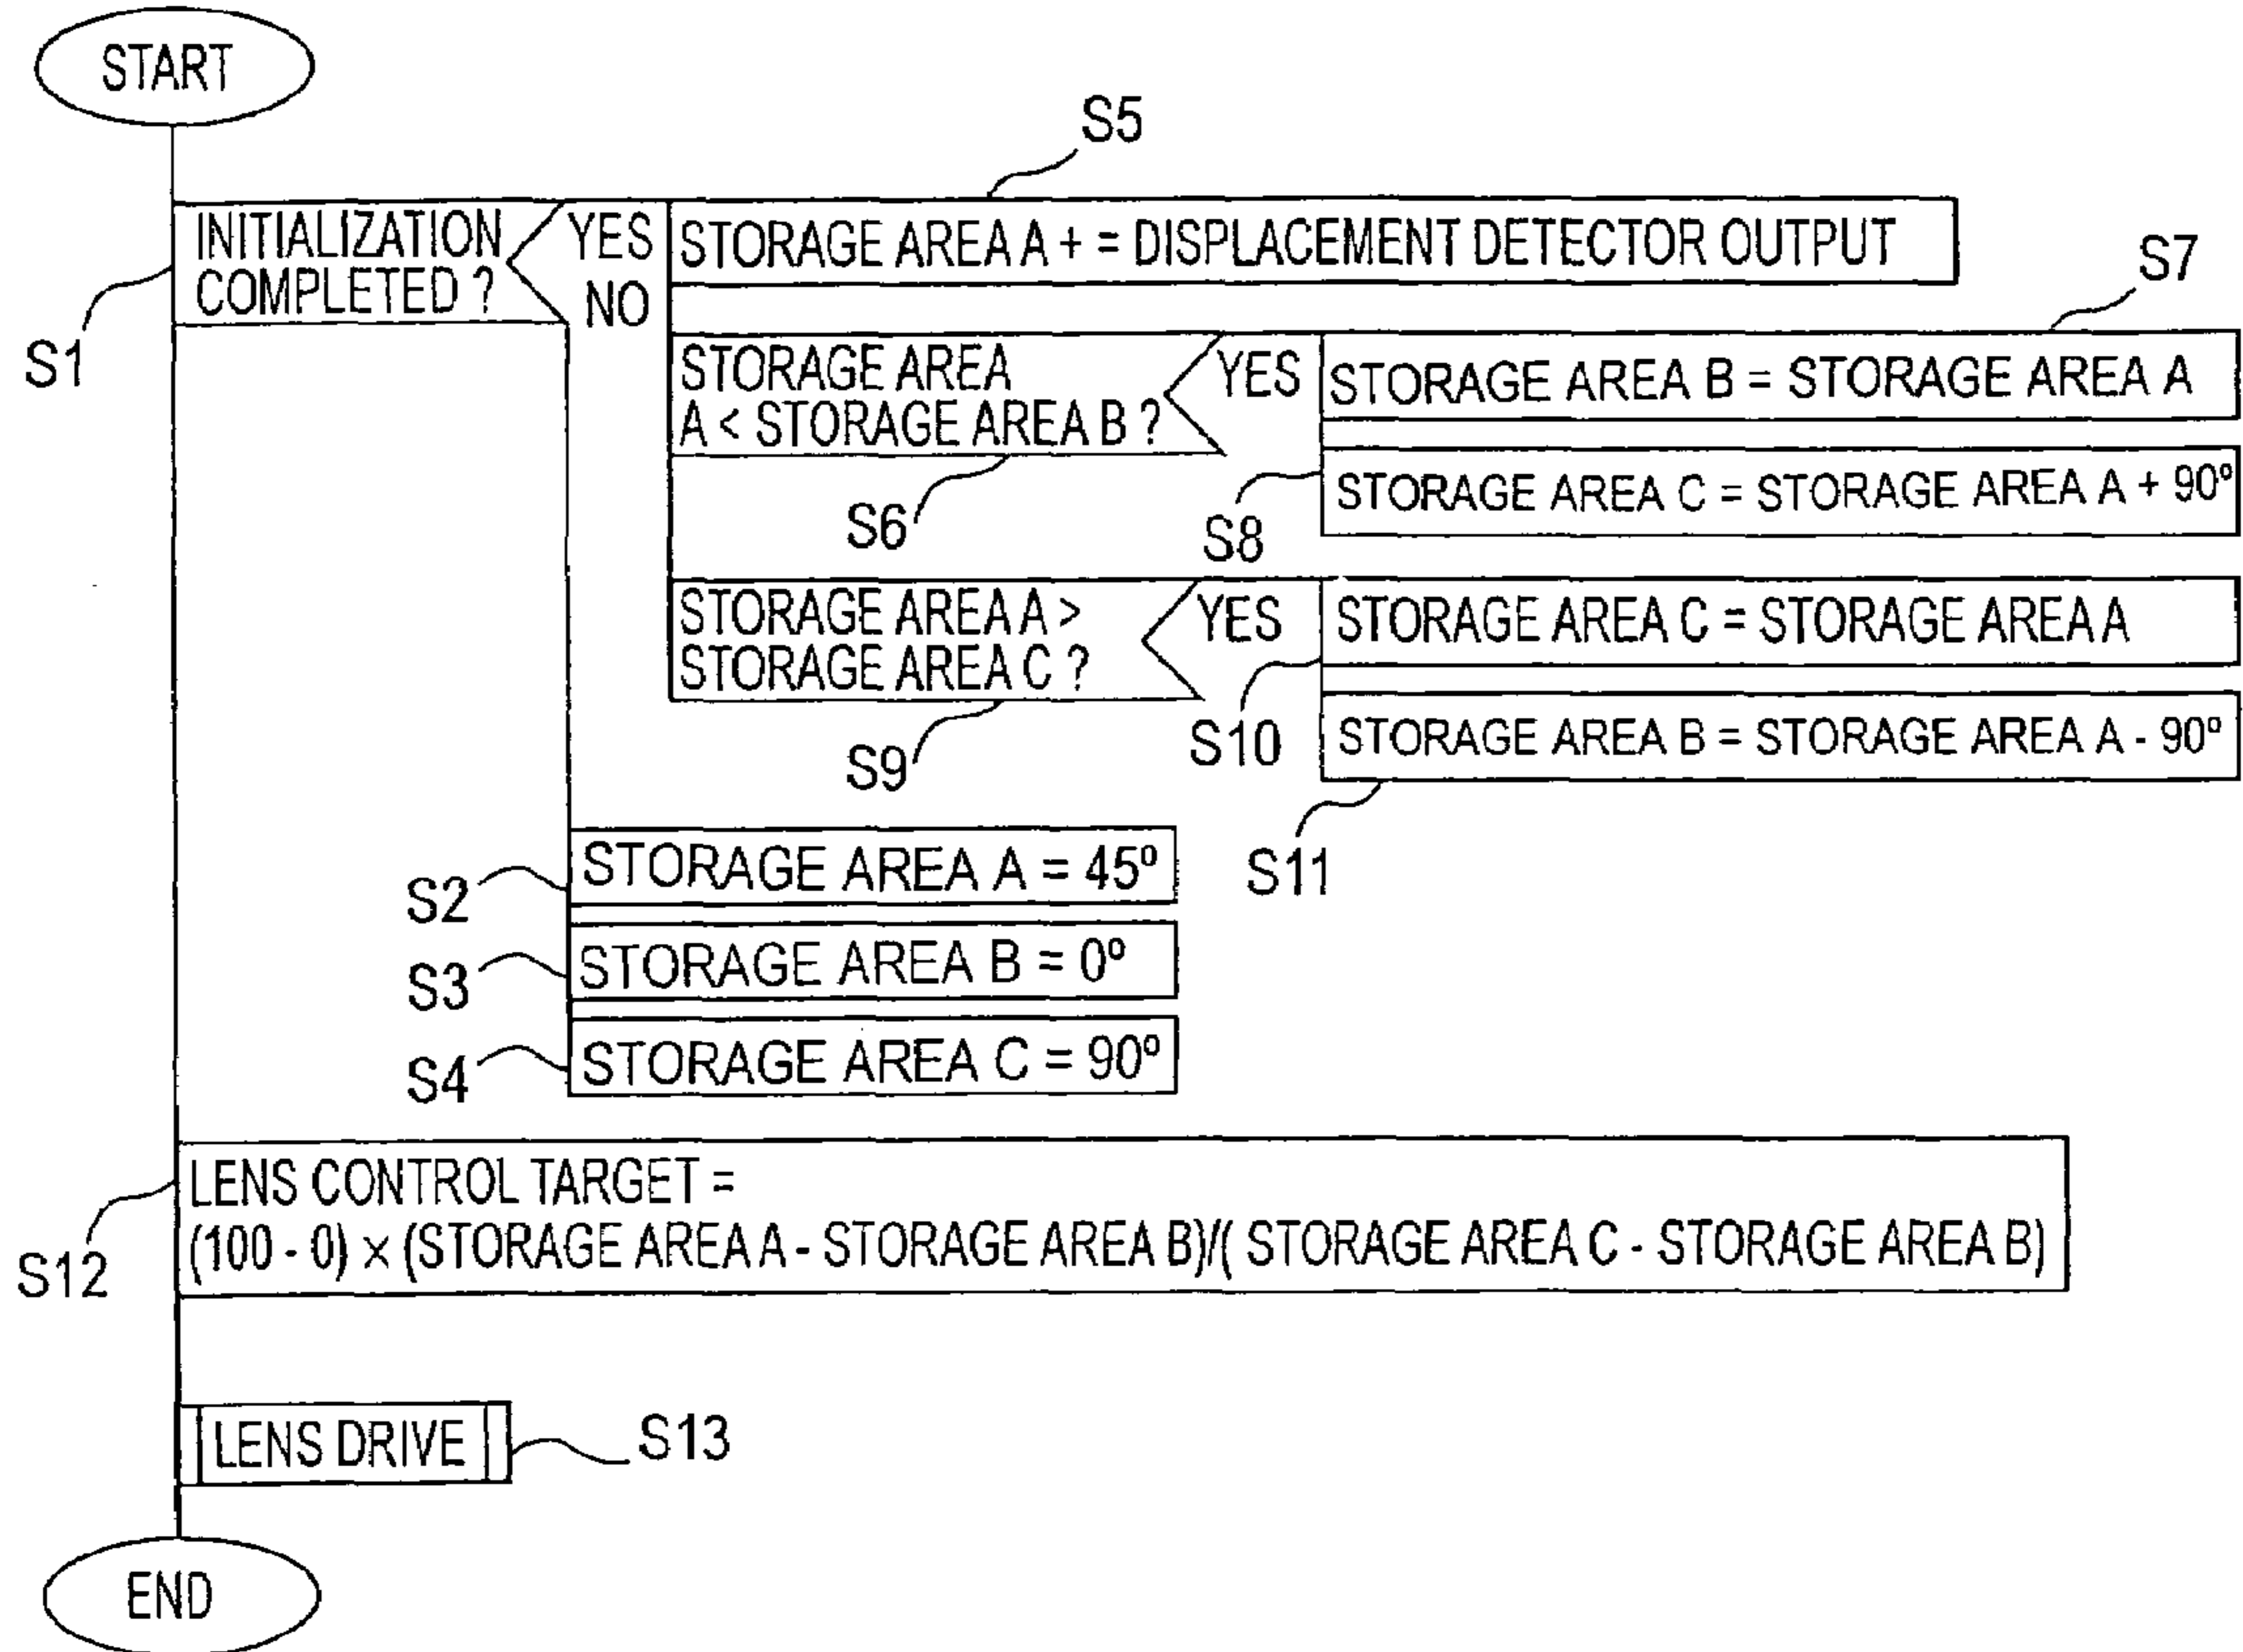 START
S5
INITIALIZATION
COMPLETED ?
YES
NO
STORAGE AREA A + = DISPLACEMENT DETECTOR OUTPUT
S7
S1
STORAGE AREA
A < STORAGE AREA B ?
YES
STORAGE AREA B = STORAGE AREA A
S6
S8
STORAGE AREA C = STORAGE AREA A + 90°
STORAGE AREA A >
STORAGE AREA C ?
YES
STORAGE AREA C = STORAGE AREA A
S9
S10
STORAGE AREA B = STORAGE AREA A - 90°
S11
S2
STORAGE AREA A = 45°
S3
STORAGE AREA B = 0°
S4
STORAGE AREA C = 90°
S12
LENS CONTROL TARGET =
(100 - 0) × (STORAGE AREA A - STORAGE AREA B)/( STORAGE AREA C - STORAGE AREA B)
LENS DRIVE
S13
END